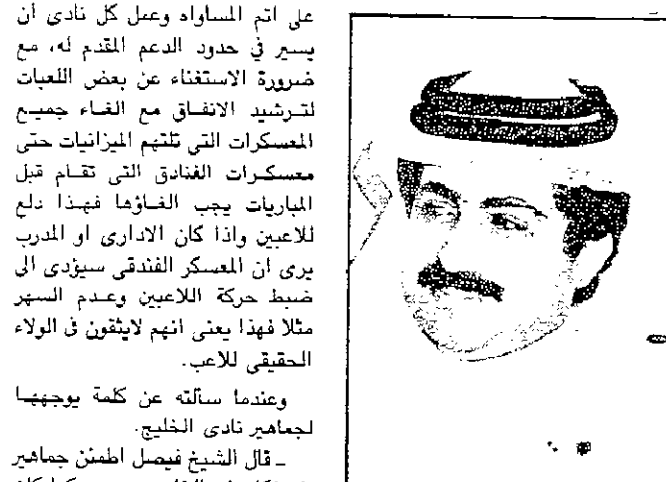 على اتم المساواه وعلى كل نادى أن
يسير في حدود الدعم المقدم له، مع
ضرورة الاستغناء عن بعض اللعبات
لترشيد الانفاق مع الغاء جميع
المعسكرات التى تلتهم الميزانيات حتى
معسكرات الفنادق التى تقام قبل
المباريات يجب الغاؤها فهذا دلع
للاعبين واذا كان الادارى او المدرب
يرى ان المعسكر الفندقى سيؤدى الى
ضبط حركة اللاعبين وعدم السهر
مثلا فهذا يعنى انهم لايثقون في الولاء
الحقيقى للاعب.
وعندما سألته عن كلمة يوجهها
لجماهير نادى الخليج.
ـ قال الشيخ فيصل اطمئن جماهير